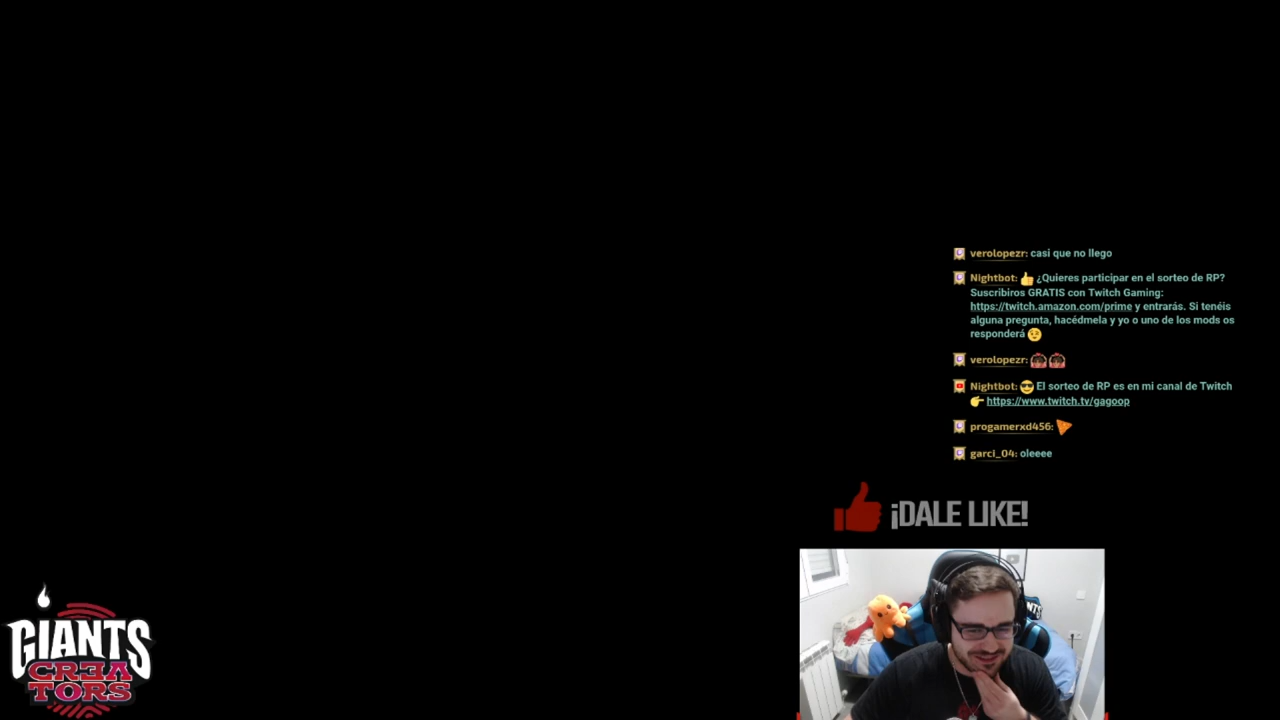 verolopezr: casi que no llego
Nightbot: 👍 ¿Quieres participar en el sorteo de RP?
Suscribiros GRATIS con Twitch Gaming:
https://twitch.amazon.com/prime y entrarás. Si tenéis
alguna pregunta, hacédmela y yo o uno de los mods os
responderá
verolopezr:
Nightbot: 😎 El sorteo de RP es en mi canal de Twitch
👉 https://www.twitch.tv/gagoop
progamerxd456: 🍕
garci_04: oleeee
¡DALE LIKE!
GIANTS
CR3A
TORS
ANTS